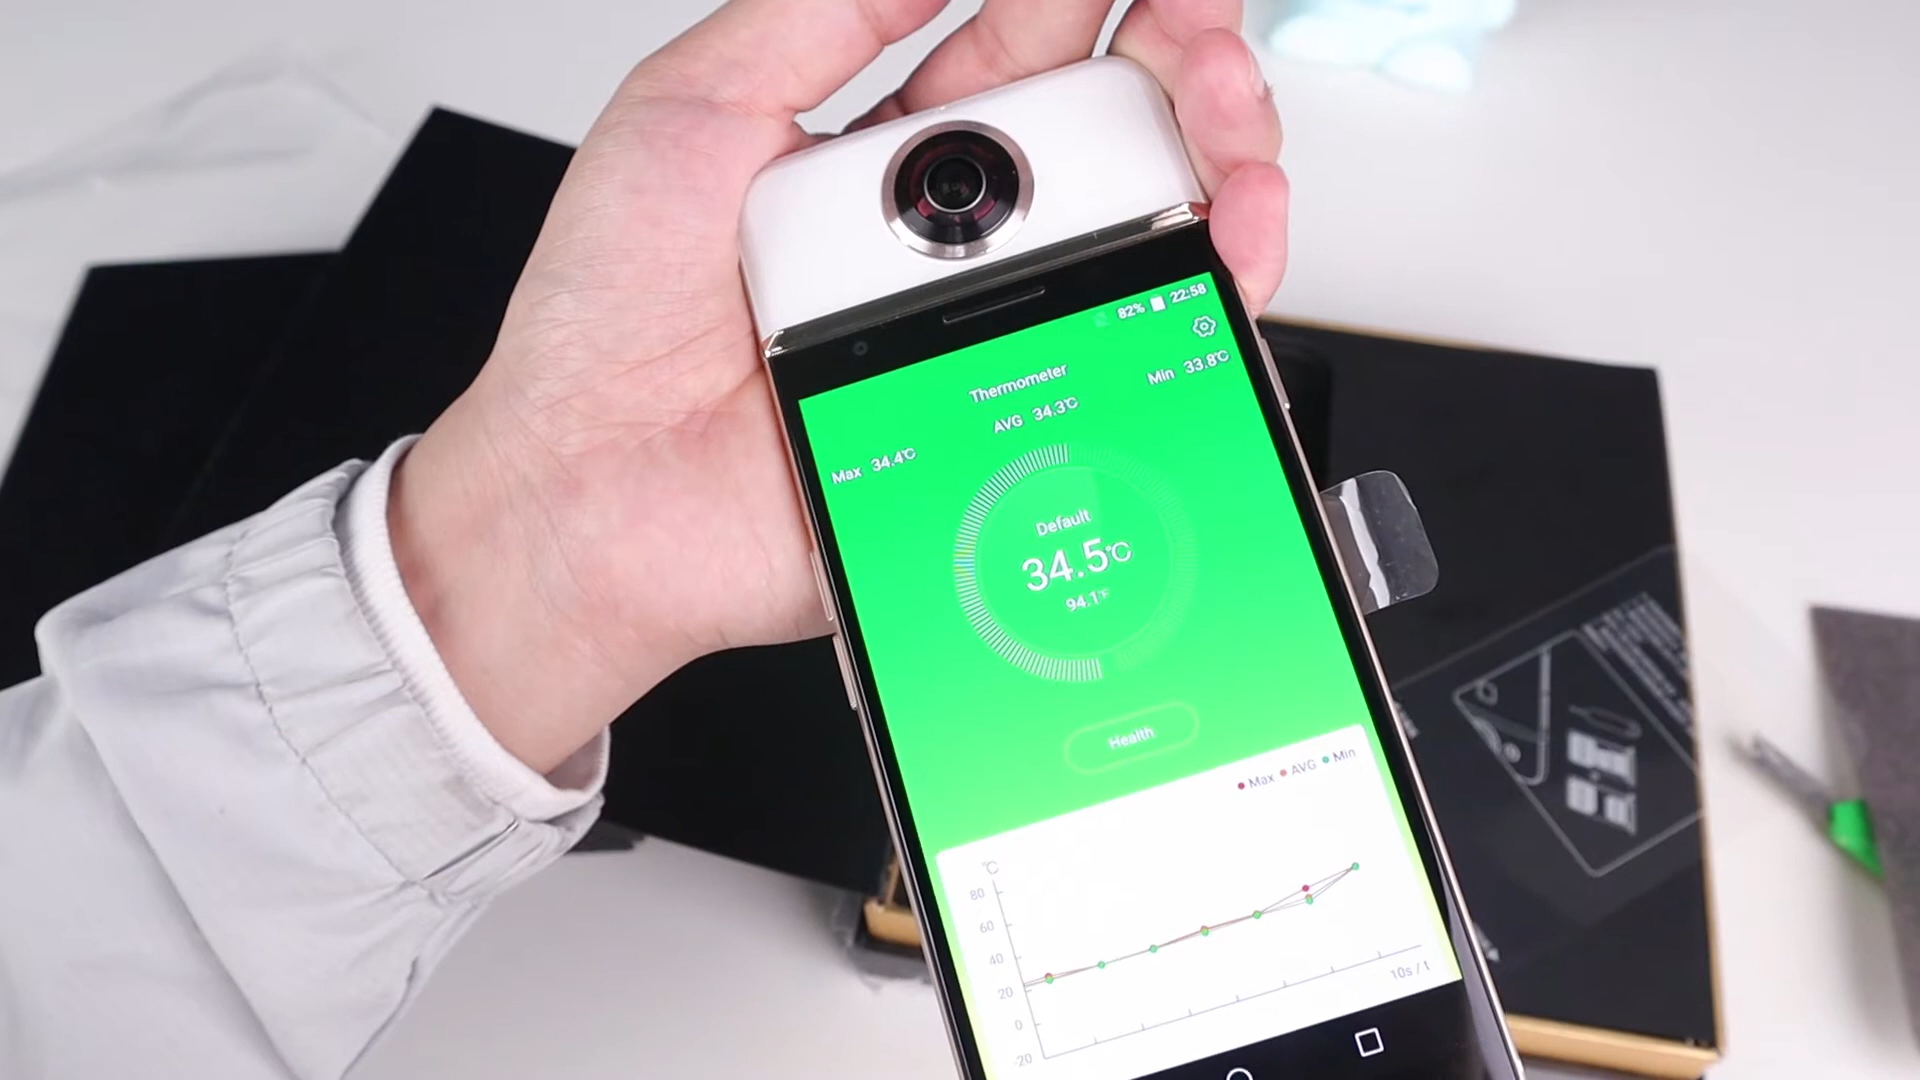 82% 22:58
Thermometer
Min 33.8℃
AVG 34.3℃
Max 34.4℃
Default
34.5℃
94.1°F
Health
Max AVG Min
℃
80
60
40
20
0
-20
10s / t